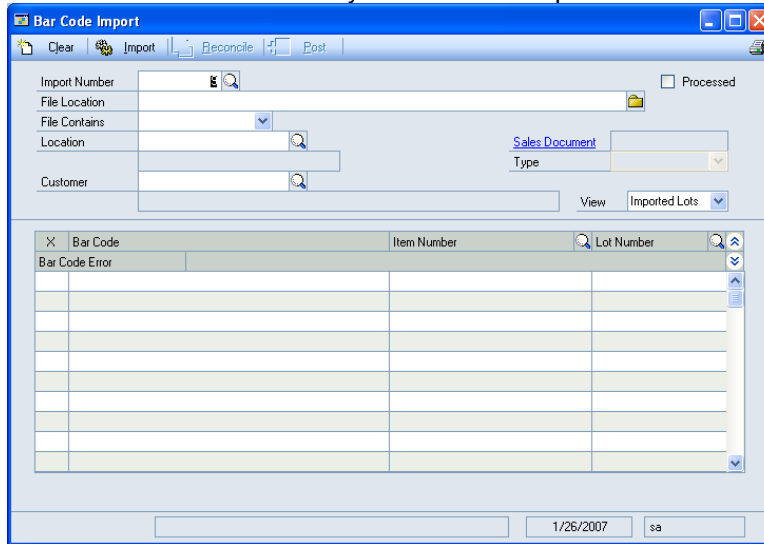 Bar Code Import
Clear Import Reconcile Post
Import Number Processed
File Location
File Contains
Location Sales Document
Type
Customer
View Imported Lots
X Bar Code Item Number Lot Number
Bar Code Error
1/26/2007 sa